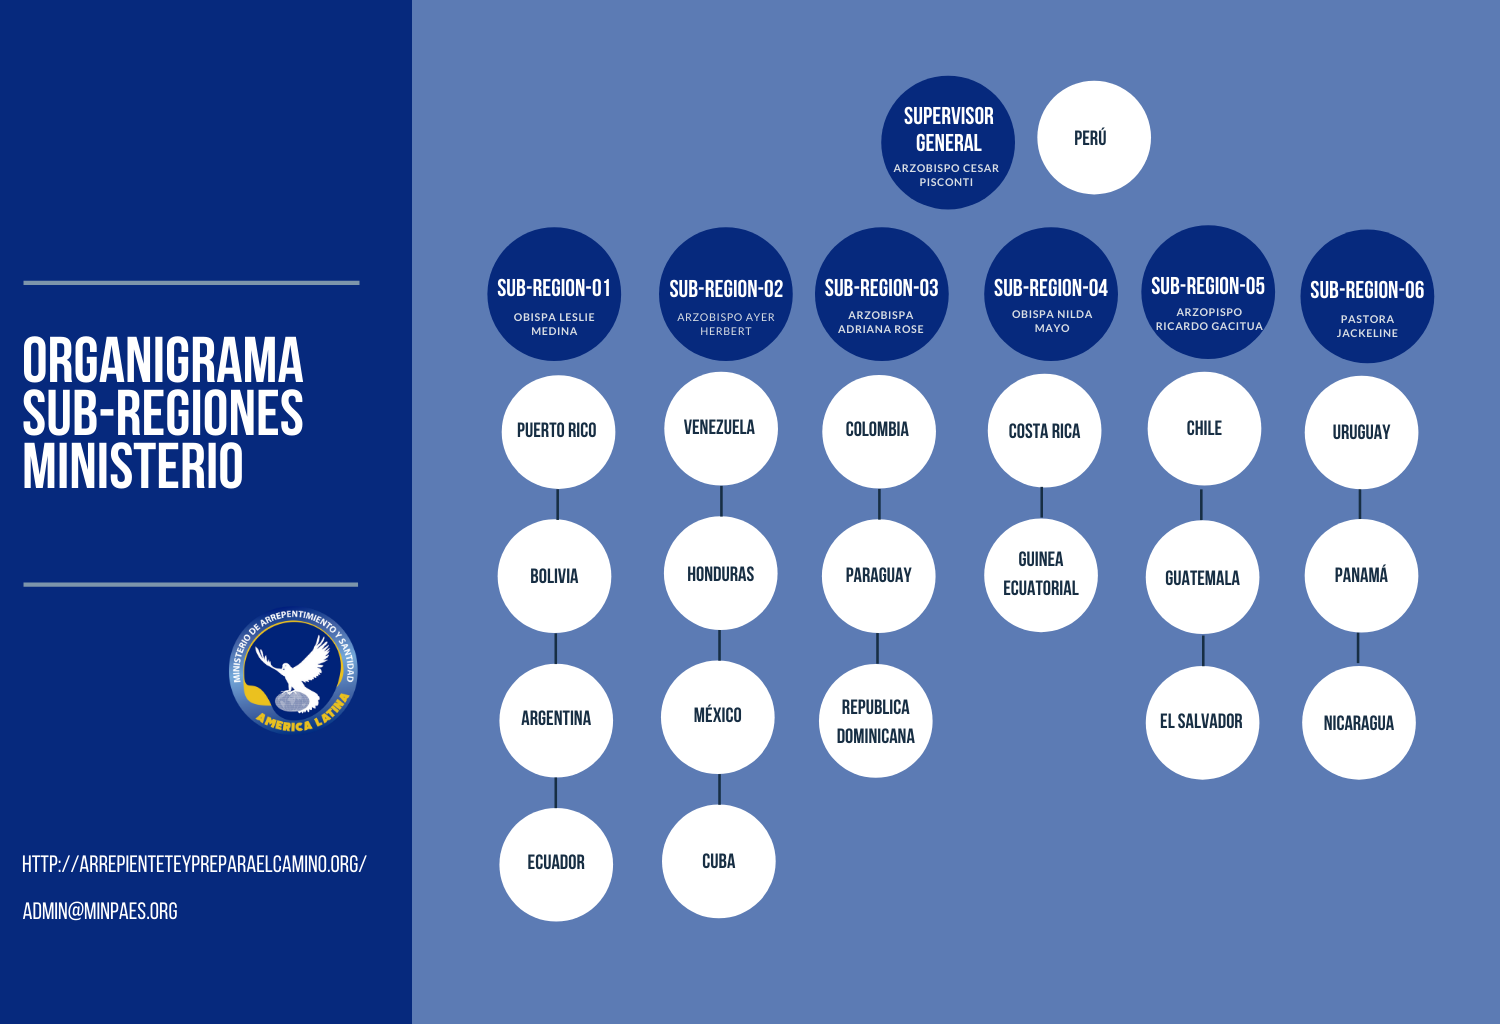 ORGANIGRAMA
SUB-REGIONES
MINISTERIO
MINISTERIO DE ARREPENTIMIENTO Y SANTIDAD
AMERICA LATINA
HTTP://ARREPIENTETEYPREPARAELCAMINO.ORG/
ADMIN@MINPAES.ORG
SUPERVISOR
GENERAL
ARZOBISPO CESAR
PISCONTI
PERÚ
SUB-REGION-01
OBISPA LESLIE
MEDINA
PUERTO RICO
BOLIVIA
ARGENTINA
ECUADOR
SUB-REGION-02
ARZOBISPO AYER
HERBERT
VENEZUELA
HONDURAS
MÉXICO
CUBA
SUB-REGION-03
ARZOBISPA
ADRIANA ROSE
COLOMBIA
PARAGUAY
REPUBLICA
DOMINICANA
SUB-REGION-04
OBISPA NILDA
MAYO
COSTA RICA
GUINEA
ECUATORIAL
SUB-REGION-05
ARZOPISPO
RICARDO GACITUA
CHILE
GUATEMALA
EL SALVADOR
SUB-REGION-06
PASTORA
JACKELINE
URUGUAY
PANAMÁ
NICARAGUA